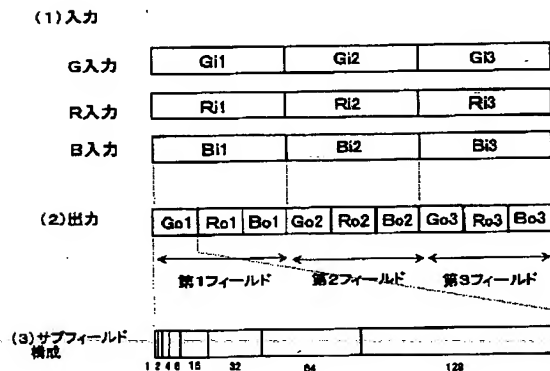 (1)入力
G入力 Gi1 Gi2 Gi3
R入力 Ri1 Ri2 Ri3
B入力 Bi1 Bi2 Bi3
(2)出力 Go1 Ro1 Bo1 Go2 Ro2 Bo2 Go3 Ro3 Bo3
第1フィールド 第2フィールド 第3フィールド
(3)サブフィールド
構成
1 2 4 6 15 32 64 128